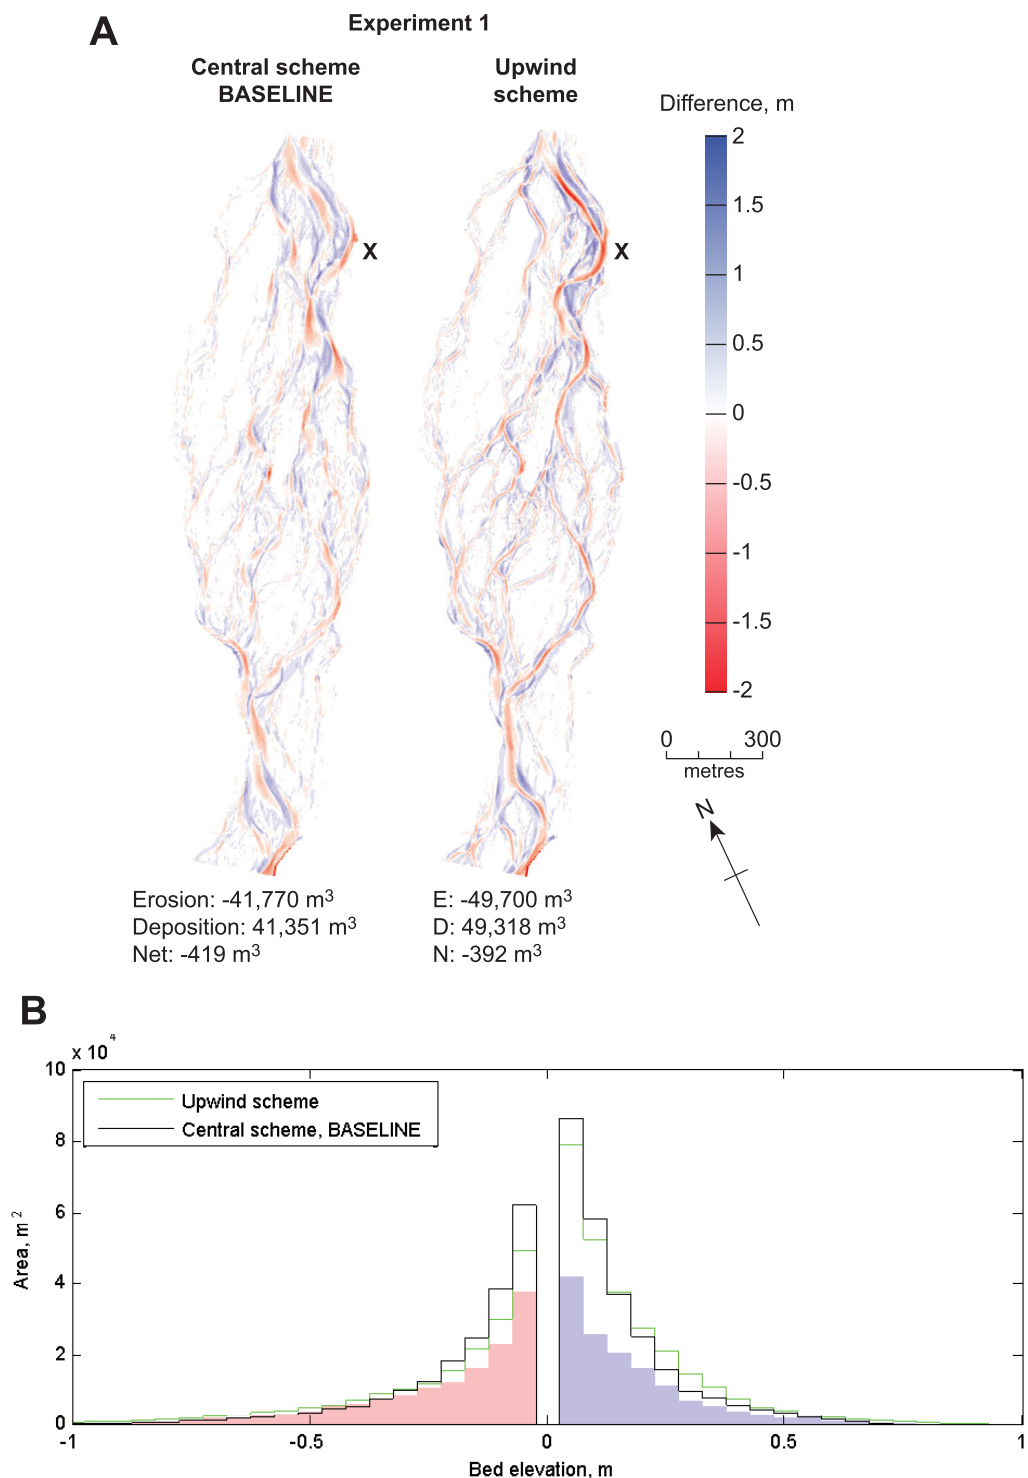 A
Experiment 1
Central scheme
BASELINE
Upwind
scheme
Difference, m
2
1.5
1
0.5
0
-0.5
-1
-1.5
-2
X
X
0 300
metres
N
Erosion: -41,770 m³
Deposition: 41,351 m³
Net: -419 m³
E: -49,700 m³
D: 49,318 m³
N: -392 m³
B
x 10⁴
10
8
6
4
2
0
Area, m²
Upwind scheme
Central scheme, BASELINE
-1 -0.5 0 0.5 1
Bed elevation, m